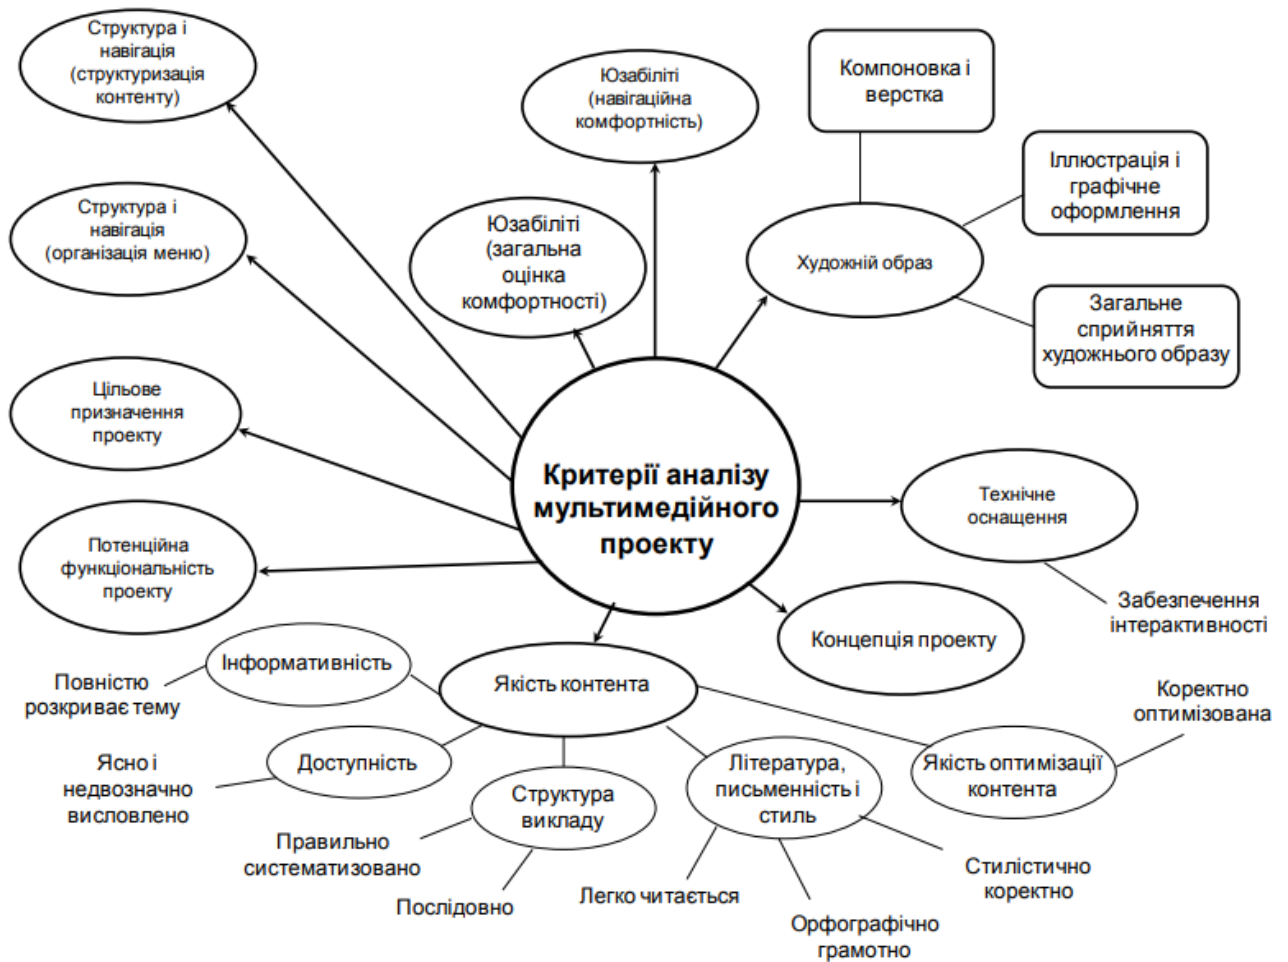 Структура і
навігація
(структуризація
контенту)
Юзабіліті
(навігаційна
комфортність)
Компоновка і
верстка
Іллюстрація і
графічне
оформлення
Структура і
навігація
(організація меню)
Юзабіліті
(загальна
оцінка
комфортності)
Художній образ
Загальне
сприйняття
художнього образу
Цільове
призначення
проекту
Критерії аналізу
мультимедійного
проекту
Технічне
оснащення
Потенційна
функціональність
проекту
Забезпечення
інтерактивності
Концепція проекту
Інформативність
Якість контента
Повністю
розкриває тему
Коректно
оптимізована
Доступність
Ясно і
недвозначно
висловлено
Структура
викладу
Література,
письменність і
стиль
Якість оптимізації
контента
Правильно
систематизовано
Послідовно
Легко читається
Орфографічно
грамотно
Стилістично
коректно